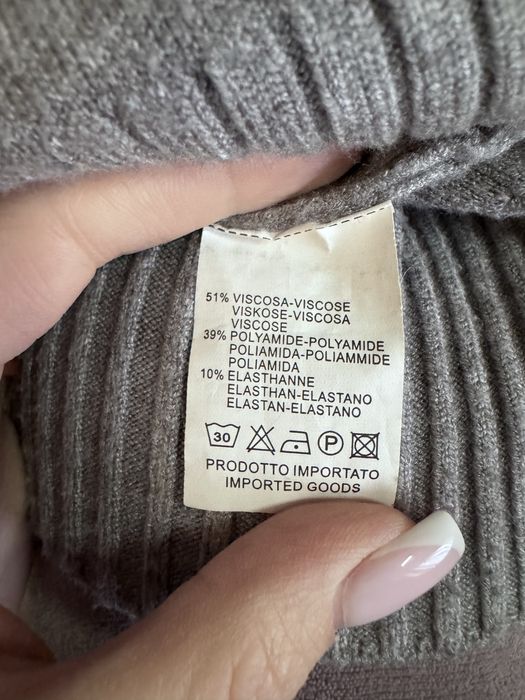 51% VISCOSA-VISCOSE
VISKOSE-VISCOSA
VISCOSE
39% POLYAMIDE-POLYAMIDE
POLIAMIDA-POLIAMMIDE
POLIAMIDA
10% ELASTHANNE
ELASTHAN-ELASTANO
ELASTAN-ELASTANO
30 P
PRODOTTO IMPORTATO
IMPORTED GOODS